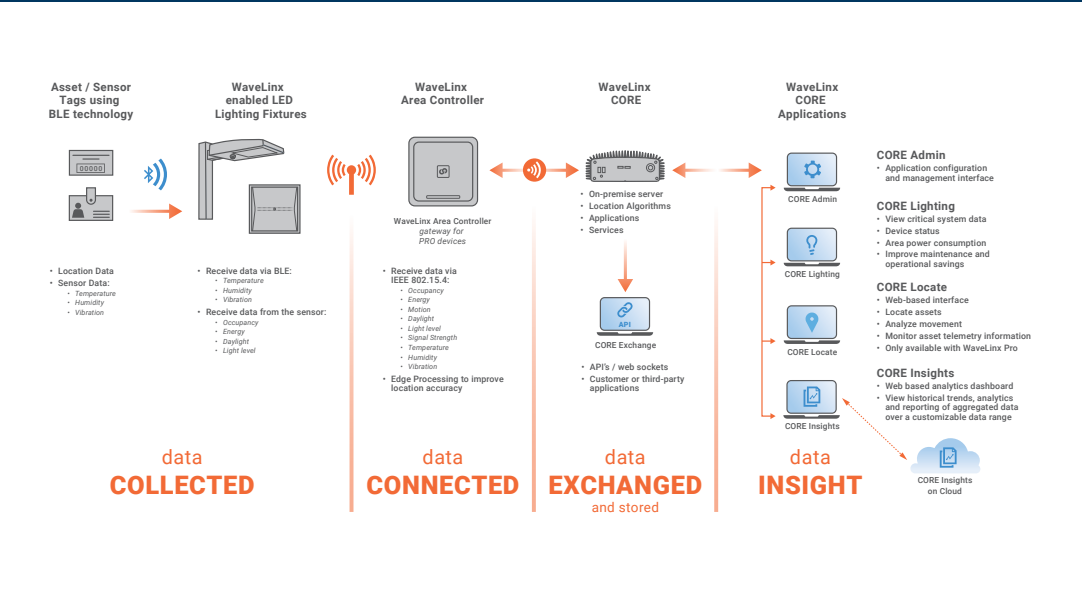 Asset / Sensor
Tags using
BLE technology
WaveLinx
enabled LED
Lighting Fixtures
WaveLinx
Area Controller
WaveLinx
CORE
WaveLinx
CORE
Applications
00000
WaveLinx Area Controller
gateway for
PRO devices
• On-premise server
• Location Algorithms
• Applications
• Services
CORE Admin
CORE Lighting
CORE Locate
CORE Insights
CORE Admin
• Application configuration
and management interface
CORE Lighting
• View critical system data
• Device status
• Area power consumption
• Improve maintenance and
operational savings
CORE Locate
• Web-based interface
• Locate assets
• Analyze movement
• Monitor asset telemetry information
• Only available with WaveLinx Pro
CORE Insights
• Web based analytics dashboard
• View historical trends, analytics
and reporting of aggregated data
over a customizable data range
• Location Data
• Sensor Data:
• Temperature
• Humidity
• Vibration
• Receive data via BLE:
• Temperature
• Humidity
• Vibration
• Receive data from the sensor:
• Occupancy
• Energy
• Daylight
• Light level
• Receive data via
IEEE 802.15.4:
• Occupancy
• Energy
• Motion
• Daylight
• Light level
• Signal Strength
• Temperature
• Humidity
• Vibration
• Edge Processing to improve
location accuracy
API
CORE Exchange
• API's / web sockets
• Customer or third-party
applications
CORE Insights
on Cloud
data
COLLECTED
data
CONNECTED
data
EXCHANGED
and stored
data
INSIGHT